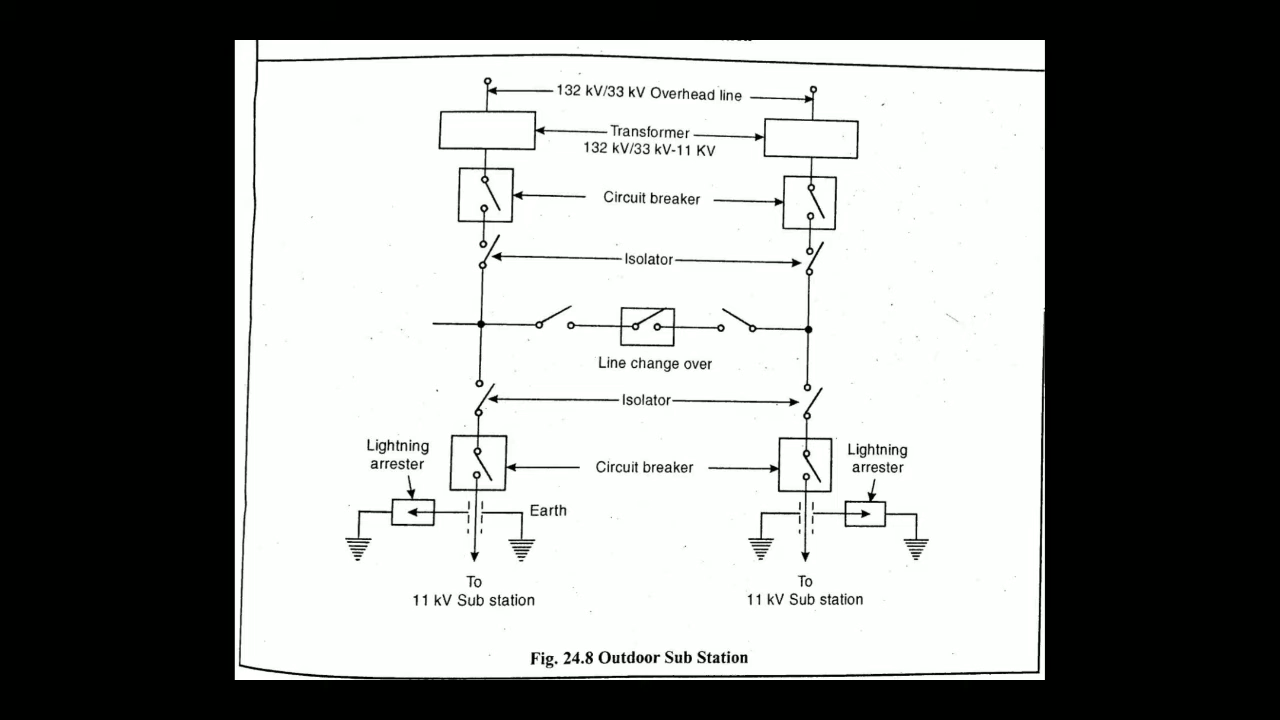 132 kV/33 kV Overhead line
Transformer
132 kV/33 kV-11 KV
Circuit breaker
Isolator
Line change over
Isolator
Lightning
arrester
Circuit breaker
Lightning
arrester
Earth
To
11 kV Sub station
To
11 kV Sub station
Fig. 24.8 Outdoor Sub Station